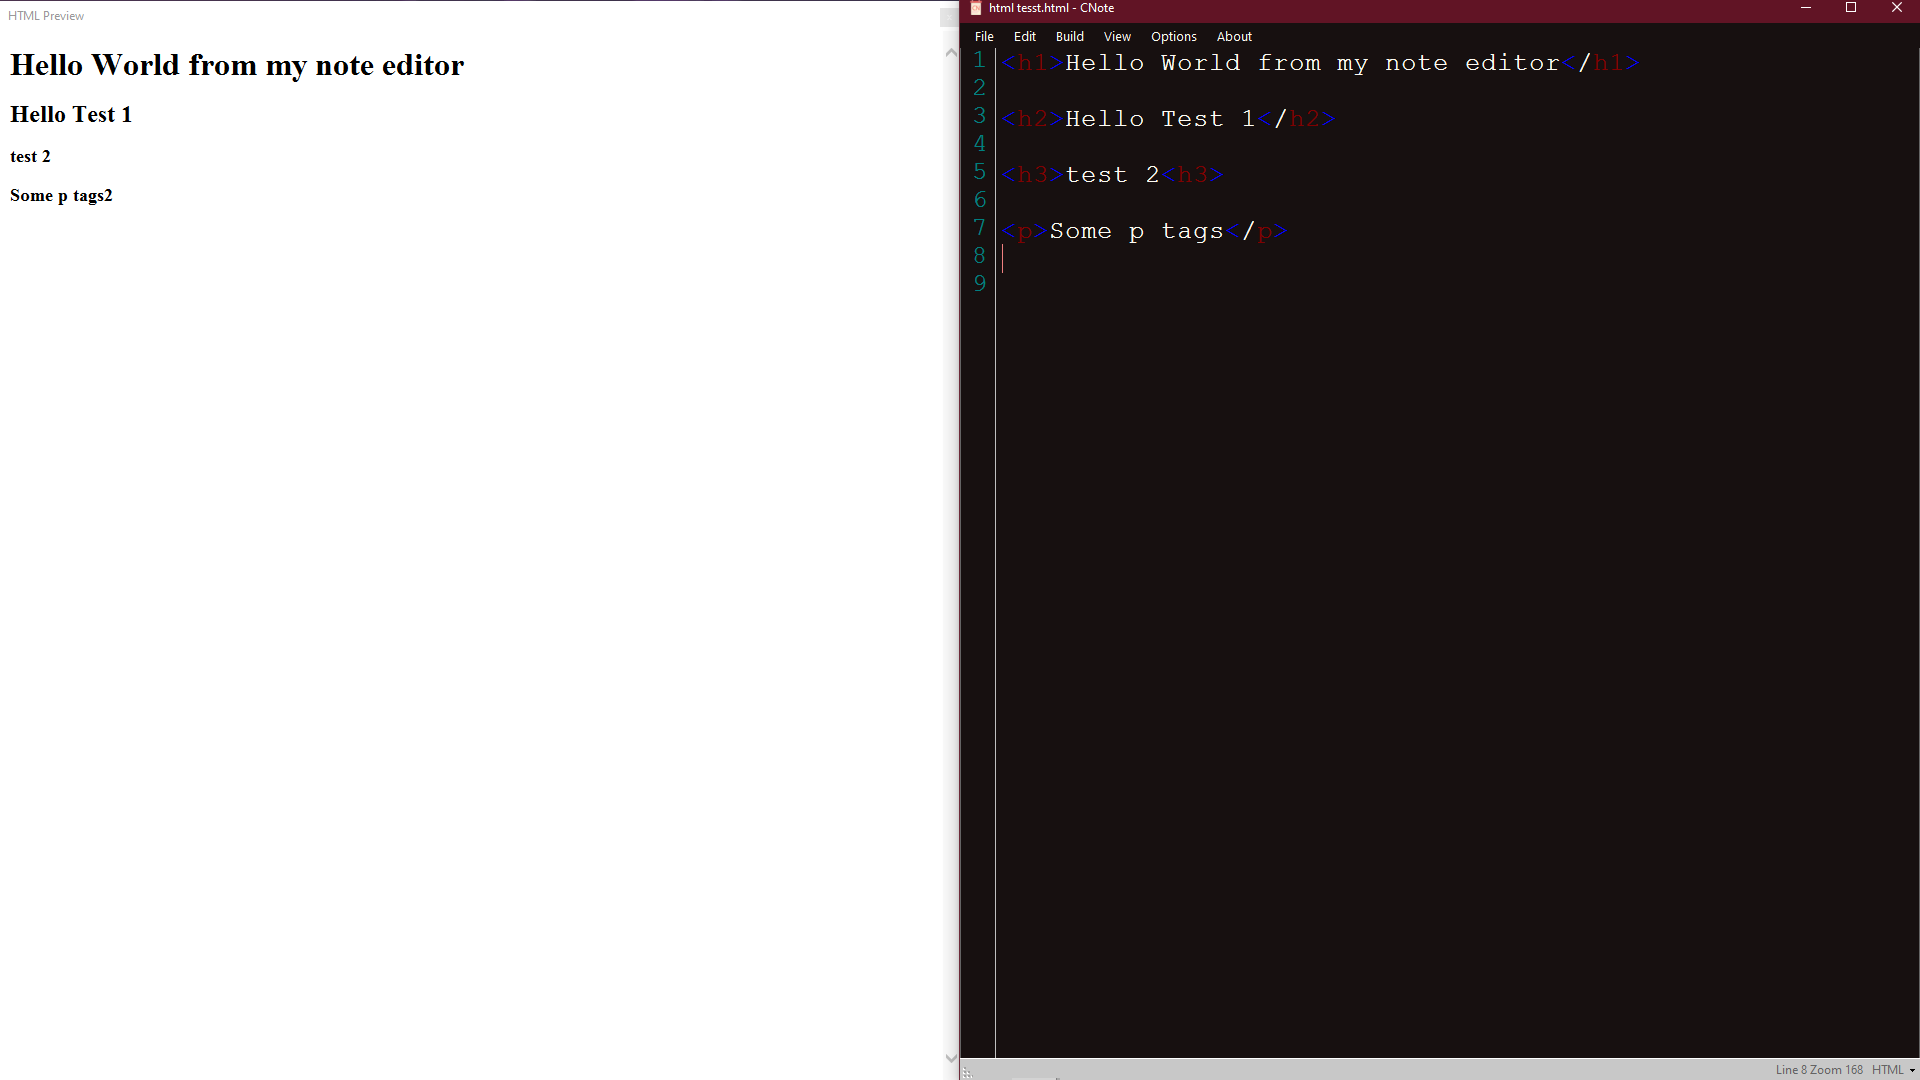 HTML Preview
Hello World from my note editor
Hello Test 1
test 2
Some p tags2
html tesst.html - CNote
File Edit Build View Options About
1 <h1>Hello World from my note editor</h1>
2
3 <h2>Hello Test 1</h2>
4
5 <h3>test 2<h3>
6
7 <p>Some p tags</p>
8
9
Line 8 Zoom 168 HTML